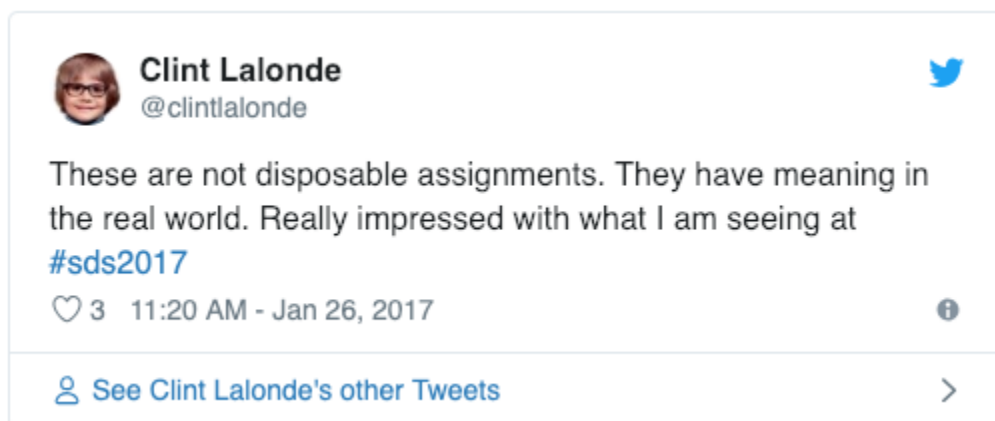 Clint Lalonde
@clintlalonde
These are not disposable assignments. They have meaning in
the real world. Really impressed with what I am seeing at
#sds2017
3 11:20 AM - Jan 26, 2017
See Clint Lalonde's other Tweets